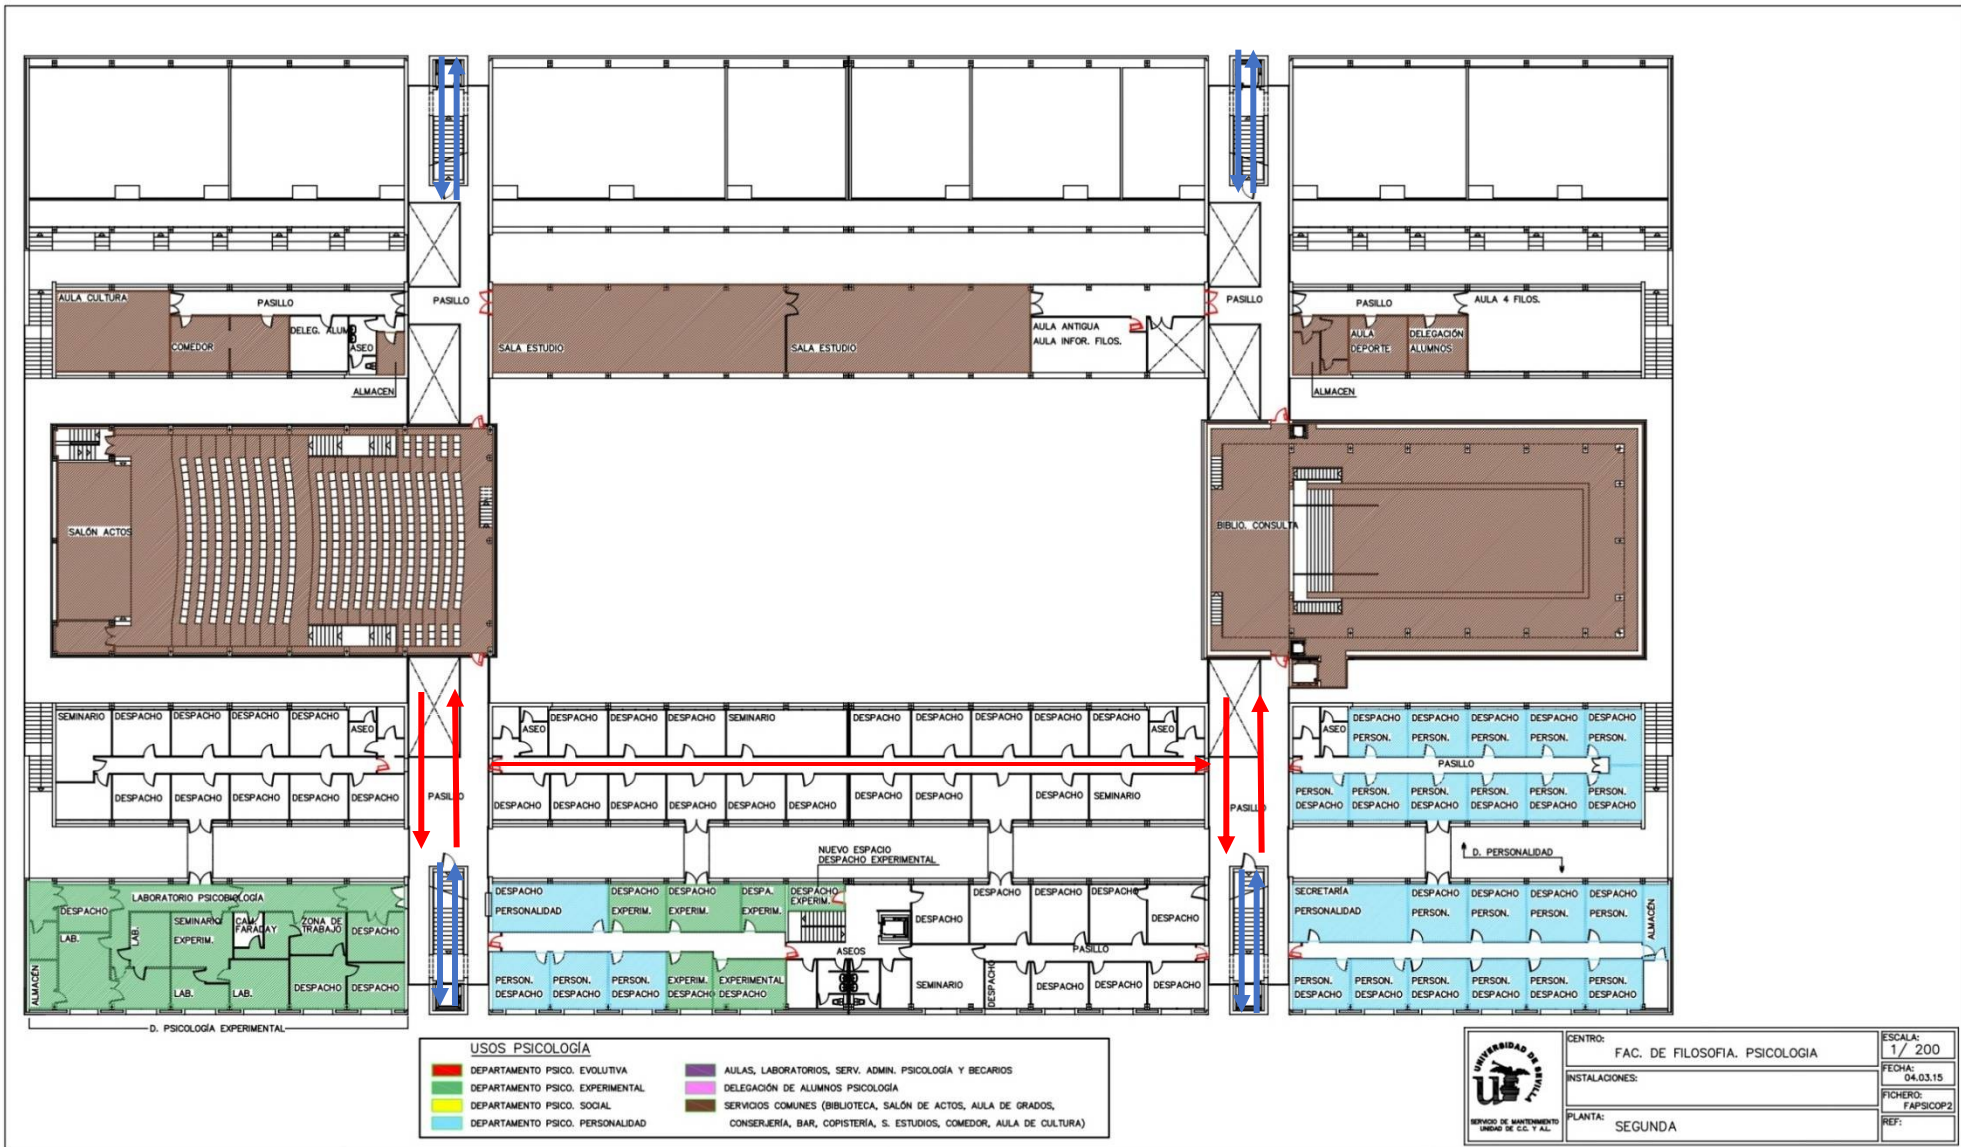 AULA CULTURA
PASILLO
COMEDOR
DELEG. ALUM
ASEO
ALMACEN
PASILLO
SALA ESTUDIO
SALA ESTUDIO
AULA ANTIGUA
AULA INFOR. FILOS.
PASILLO
PASILLO
AULA 4 FILOS.
AULA
DEPORTE
DELEGACIÓN
ALUMNOS
ALMACEN
SALÓN ACTOS
BIBLIO. CONSULTA
SEMINARIO DESPACHO DESPACHO DESPACHO DESPACHO
ASEO
DESPACHO DESPACHO DESPACHO DESPACHO DESPACHO
PASILLO
ASEO
DESPACHO DESPACHO DESPACHO SEMINARIO DESPACHO DESPACHO DESPACHO DESPACHO DESPACHO
ASEO
DESPACHO DESPACHO DESPACHO DESPACHO DESPACHO DESPACHO DESPACHO DESPACHO DESPACHO SEMINARIO
PASILLO
ASEO
DESPACHO DESPACHO DESPACHO DESPACHO DESPACHO
PERSON. PERSON. PERSON. PERSON. PERSON.
PASILLO
PERSON. PERSON. PERSON. PERSON. PERSON. PERSON.
DESPACHO DESPACHO DESPACHO DESPACHO DESPACHO DESPACHO
NUEVO ESPACIO
DESPACHO EXPERIMENTAL
D. PERSONALIDAD
LABORATORIO PSICOBIOLOGÍA
DESPACHO
LAB.
LAB.
SEMINARIO
EXPERIM.
CAM.
FARADAY
ZONA DE
TRABAJO
DESPACHO
ALMACÉN
LAB.
LAB.
DESPACHO
DESPACHO
D. PSICOLOGÍA EXPERIMENTAL
DESPACHO
PERSONALIDAD
DESPACHO
EXPERIM.
DESPACHO
EXPERIM.
DESPA.
EXPERIM.
DESPACHO
EXPERIM.
DESPACHO
DESPACHO DESPACHO DESPACHO
DESPACHO
ASEOS
PASILLO
PERSON. PERSON. PERSON. EXPERIM. EXPERIMENTAL
DESPACHO DESPACHO DESPACHO DESPACHO DESPACHO
SEMINARIO
DESPACHO
DESPACHO DESPACHO DESPACHO
SECRETARÍA
PERSONALIDAD
DESPACHO DESPACHO DESPACHO DESPACHO
PERSON. PERSON. PERSON. PERSON.
ALMACÉN
PERSON. PERSON. PERSON. PERSON. PERSON. PERSON.
DESPACHO DESPACHO DESPACHO DESPACHO DESPACHO DESPACHO
USOS PSICOLOGÍA
DEPARTAMENTO PSICO. EVOLUTIVA
DEPARTAMENTO PSICO. EXPERIMENTAL
DEPARTAMENTO PSICO. SOCIAL
DEPARTAMENTO PSICO. PERSONALIDAD
AULAS, LABORATORIOS, SERV. ADMIN. PSICOLOGÍA Y BECARIOS
DELEGACIÓN DE ALUMNOS PSICOLOGÍA
SERVICIOS COMUNES (BIBLIOTECA, SALÓN DE ACTOS, AULA DE GRADOS,
CONSERJERÍA, BAR, COPISTERÍA, S. ESTUDIOS, COMEDOR, AULA DE CULTURA)
UNIVERSIDAD DE SEVILLA
SERVICIO DE MANTENIMIENTO
UNIDAD DE C.C. Y A.L.
CENTRO:
FAC. DE FILOSOFIA. PSICOLOGIA
INSTALACIONES:
PLANTA:
SEGUNDA
ESCALA:
1/ 200
FECHA:
04.03.15
FICHERO:
FAPSICOP2
REF: